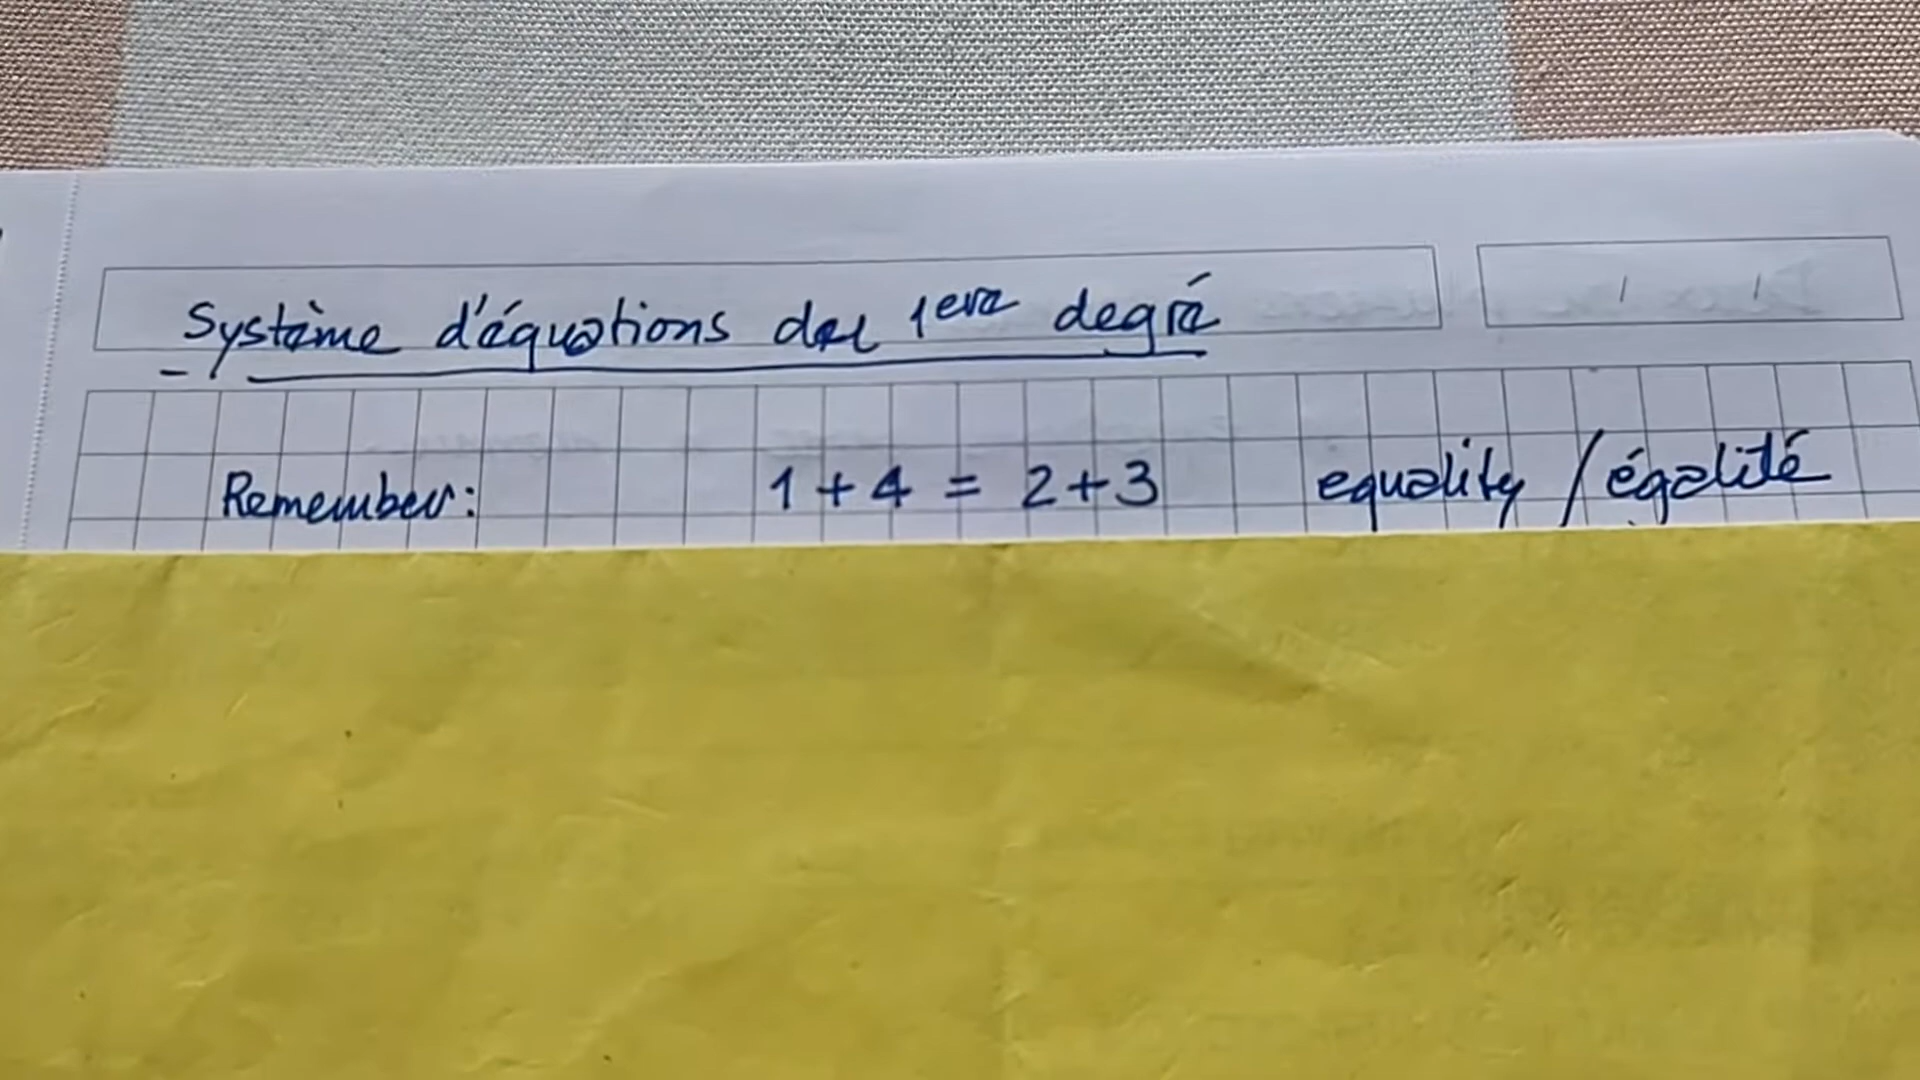 Système d'équations du 1ere degré
Remember: 1 + 4 = 2 + 3 equality / égalité